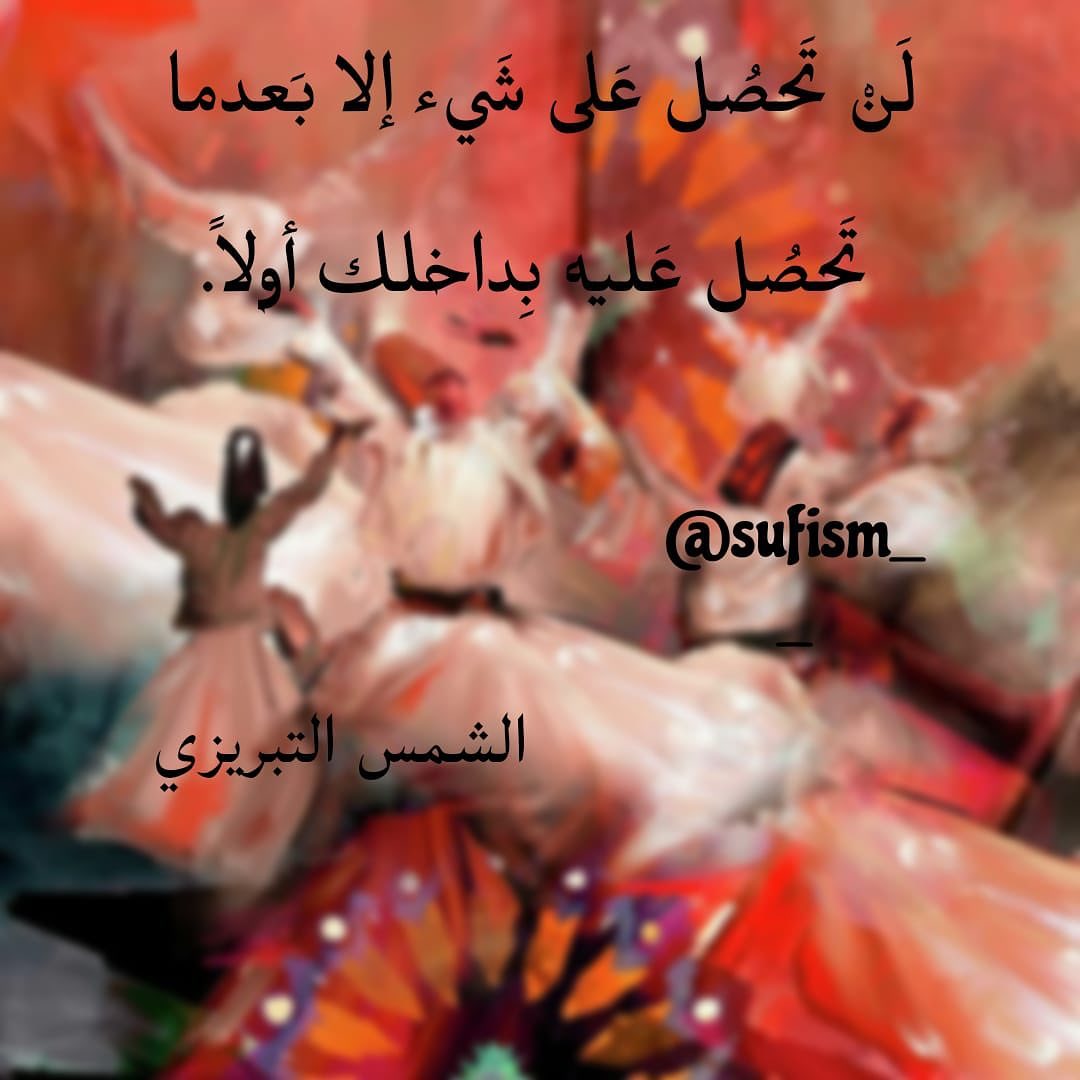 لَنْ تَحصُل عَلى شَيء إلا بَعدما
تَحصُل عَليه بِداخلك أولاً.
@sufism_
_
الشمس التبريزي